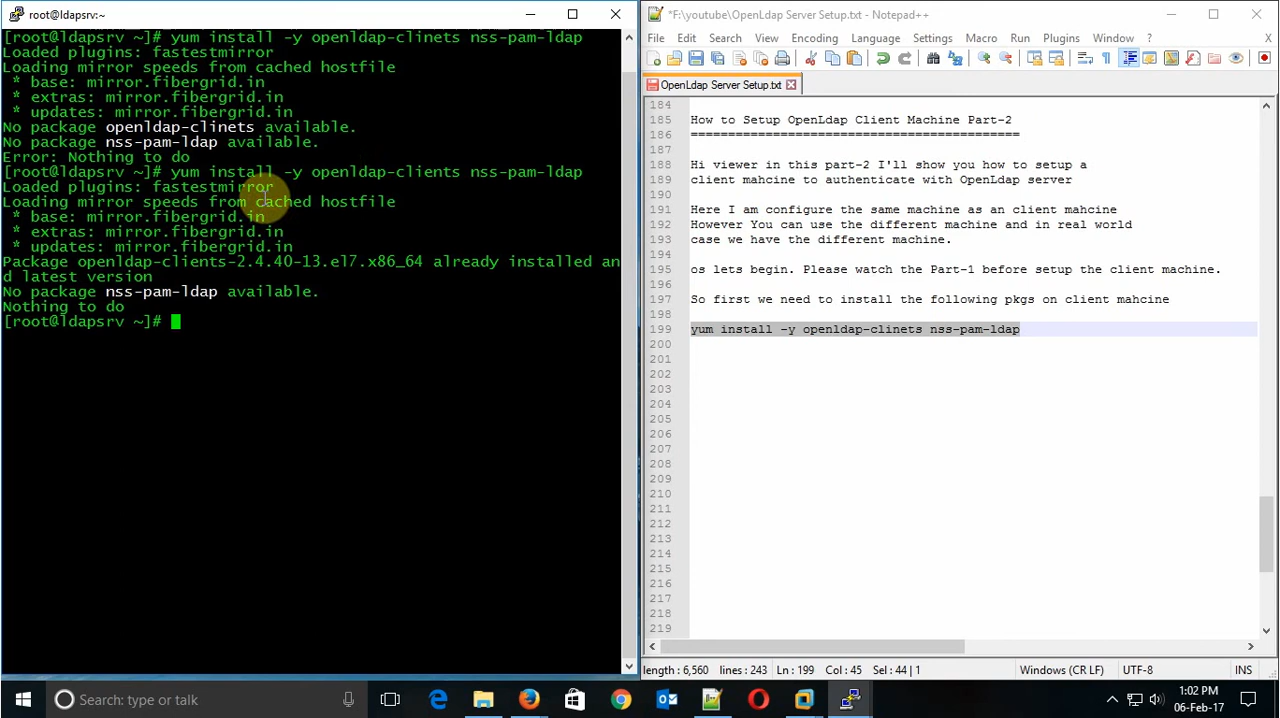 root@ldapsrv:~
[root@ldapsrv ~]# yum install -y openldap-clinets nss-pam-ldap
Loaded plugins: fastestmirror
Loading mirror speeds from cached hostfile
* base: mirror.fibergrid.in
* extras: mirror.fibergrid.in
* updates: mirror.fibergrid.in
No package openldap-clinets available.
No package nss-pam-ldap available.
Error: Nothing to do
[root@ldapsrv ~]# yum install -y openldap-clients nss-pam-ldap
Loaded plugins: fastestmirror
Loading mirror speeds from cached hostfile
* base: mirror.fibergrid.in
* extras: mirror.fibergrid.in
* updates: mirror.fibergrid.in
Package openldap-clients-2.4.40-13.el7.x86_64 already installed an
d latest version
No package nss-pam-ldap available.
Nothing to do
[root@ldapsrv ~]#
*F:\youtube\OpenLdap Server Setup.txt - Notepad++
File Edit Search View Encoding Language Settings Macro Run Plugins Window ? X
OpenLdap Server Setup.txt
184
185 How to Setup OpenLdap Client Machine Part-2
186 ============================================
187
188 Hi viewer in this part-2 I'll show you how to setup a
189 client mahcine to authenticate with OpenLdap server
190
191 Here I am configure the same machine as an client mahcine
192 However You can use the different machine and in real world
193 case we have the different machine.
194
195 os lets begin. Please watch the Part-1 before setup the client machine.
196
197 So first we need to install the following pkgs on client mahcine
198
199 yum install -y openldap-clinets nss-pam-ldap
200
201
202
203
204
205
206
207
208
209
210
211
212
213
214
215
216
217
218
219
length : 6,560 lines : 243 Ln : 199 Col : 45 Sel : 44 | 1 Windows (CR LF) UTF-8 INS
Search: type or talk
1:02 PM
06-Feb-17